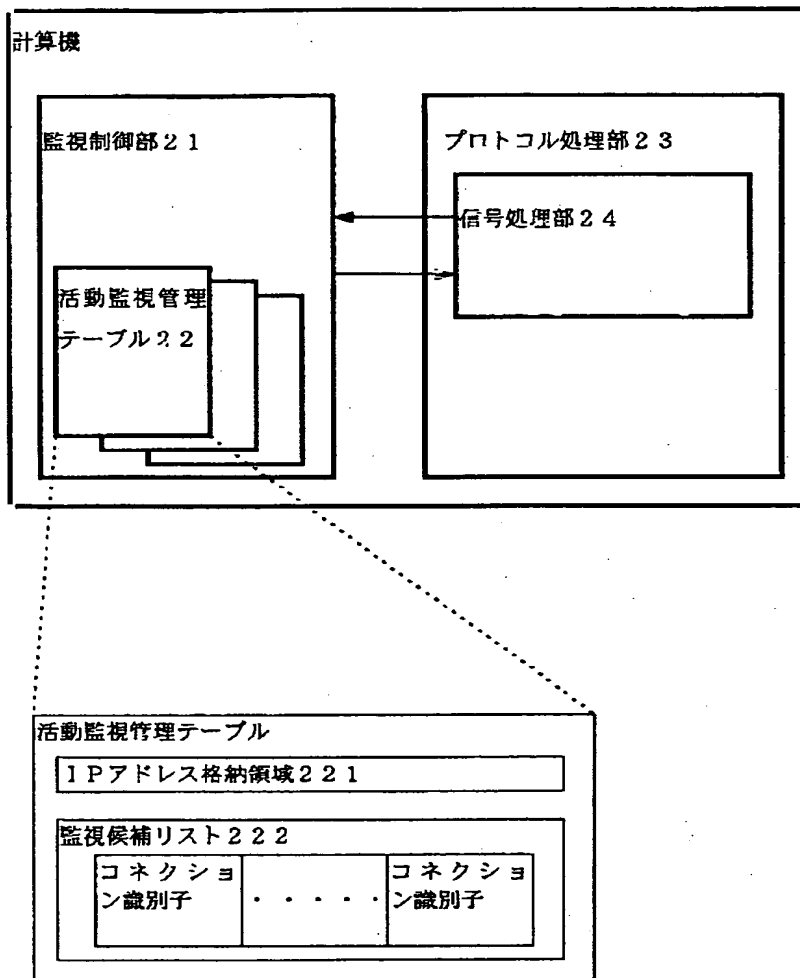 計算機
監視制御部21
プロトコル処理部23
信号処理部24
活動監視管理
テーブル22
活動監視管理テーブル
IPアドレス格納領域221
監視候補リスト222
コネクショ
ン識別子
・・・・・
コネクショ
ン識別子